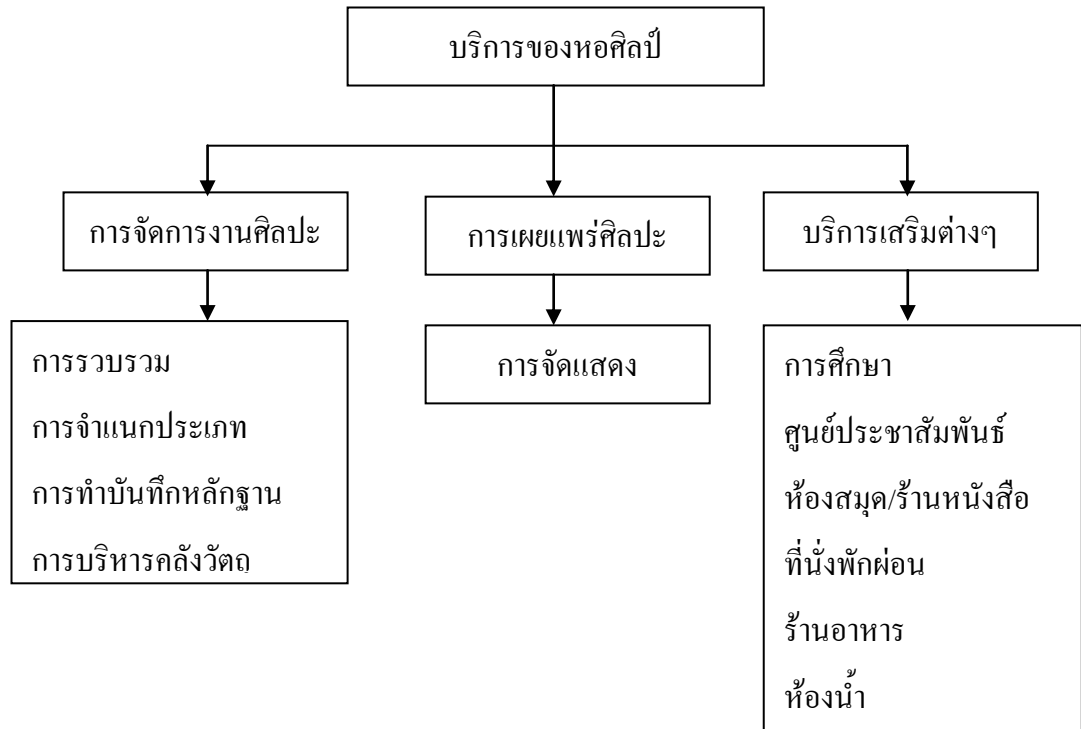 บริการของหอศิลป์
การจัดการงานศิลปะ
การเผยแพร่ศิลปะ
บริการเสริมต่างๆ
การรวบรวม
การจำแนกประเภท
การทำบันทึกหลักฐาน
การบริหารคลังวัตถุ
การจัดแสดง
การศึกษา
ศูนย์ประชาสัมพันธ์
ห้องสมุด/ร้านหนังสือ
ที่นั่งพักผ่อน
ร้านอาหาร
ห้องน้ำ